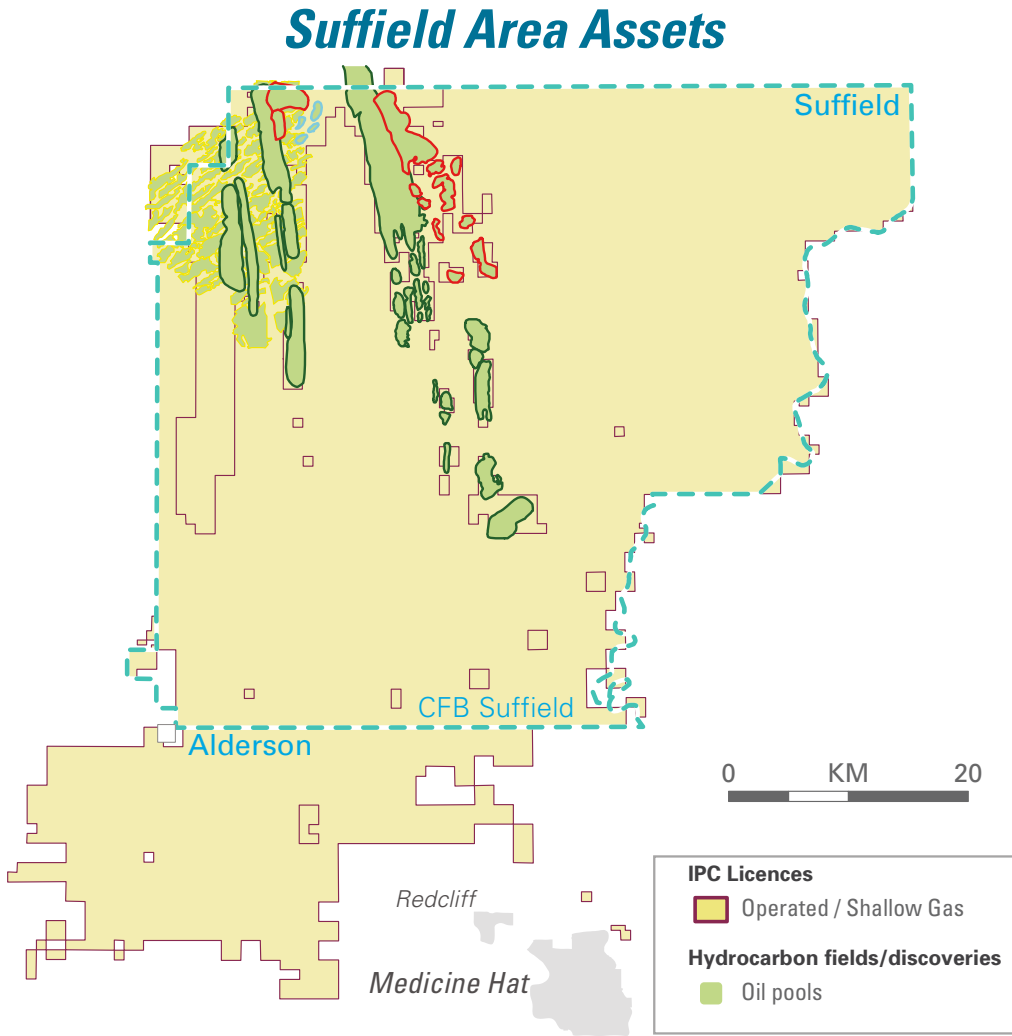 Suffield Area Assets
Suffield
CFB Suffield
Alderson
0 KM 20
Redcliff
Medicine Hat
IPC Licences
Operated / Shallow Gas
Hydrocarbon fields/discoveries
Oil pools